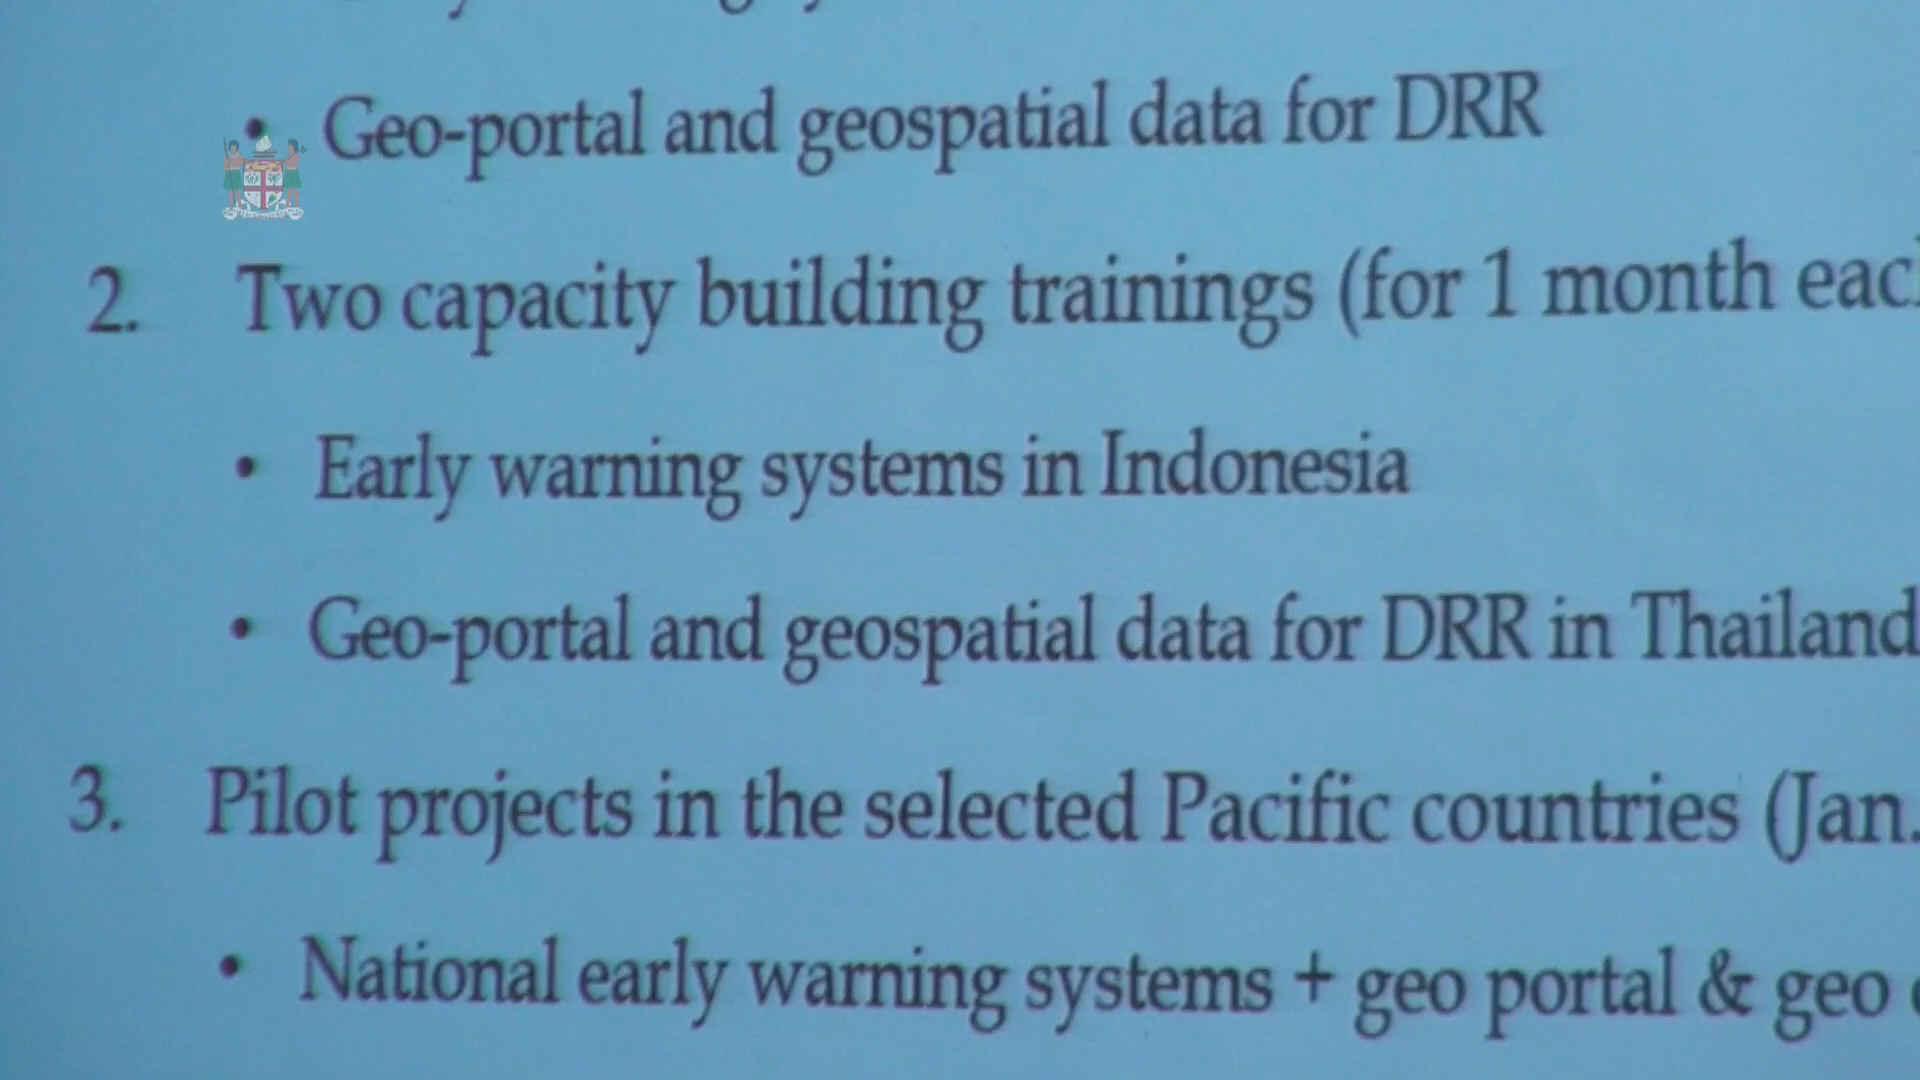 • Geo-portal and geospatial data for DRR
2. Two capacity building trainings (for 1 month
• Early warning systems in Indonesia
• Geo-portal and geospatial data for DRR in Thailand
3. Pilot projects in the selected Pacific countries (Jan.
• National early warning systems + geo portal & geo